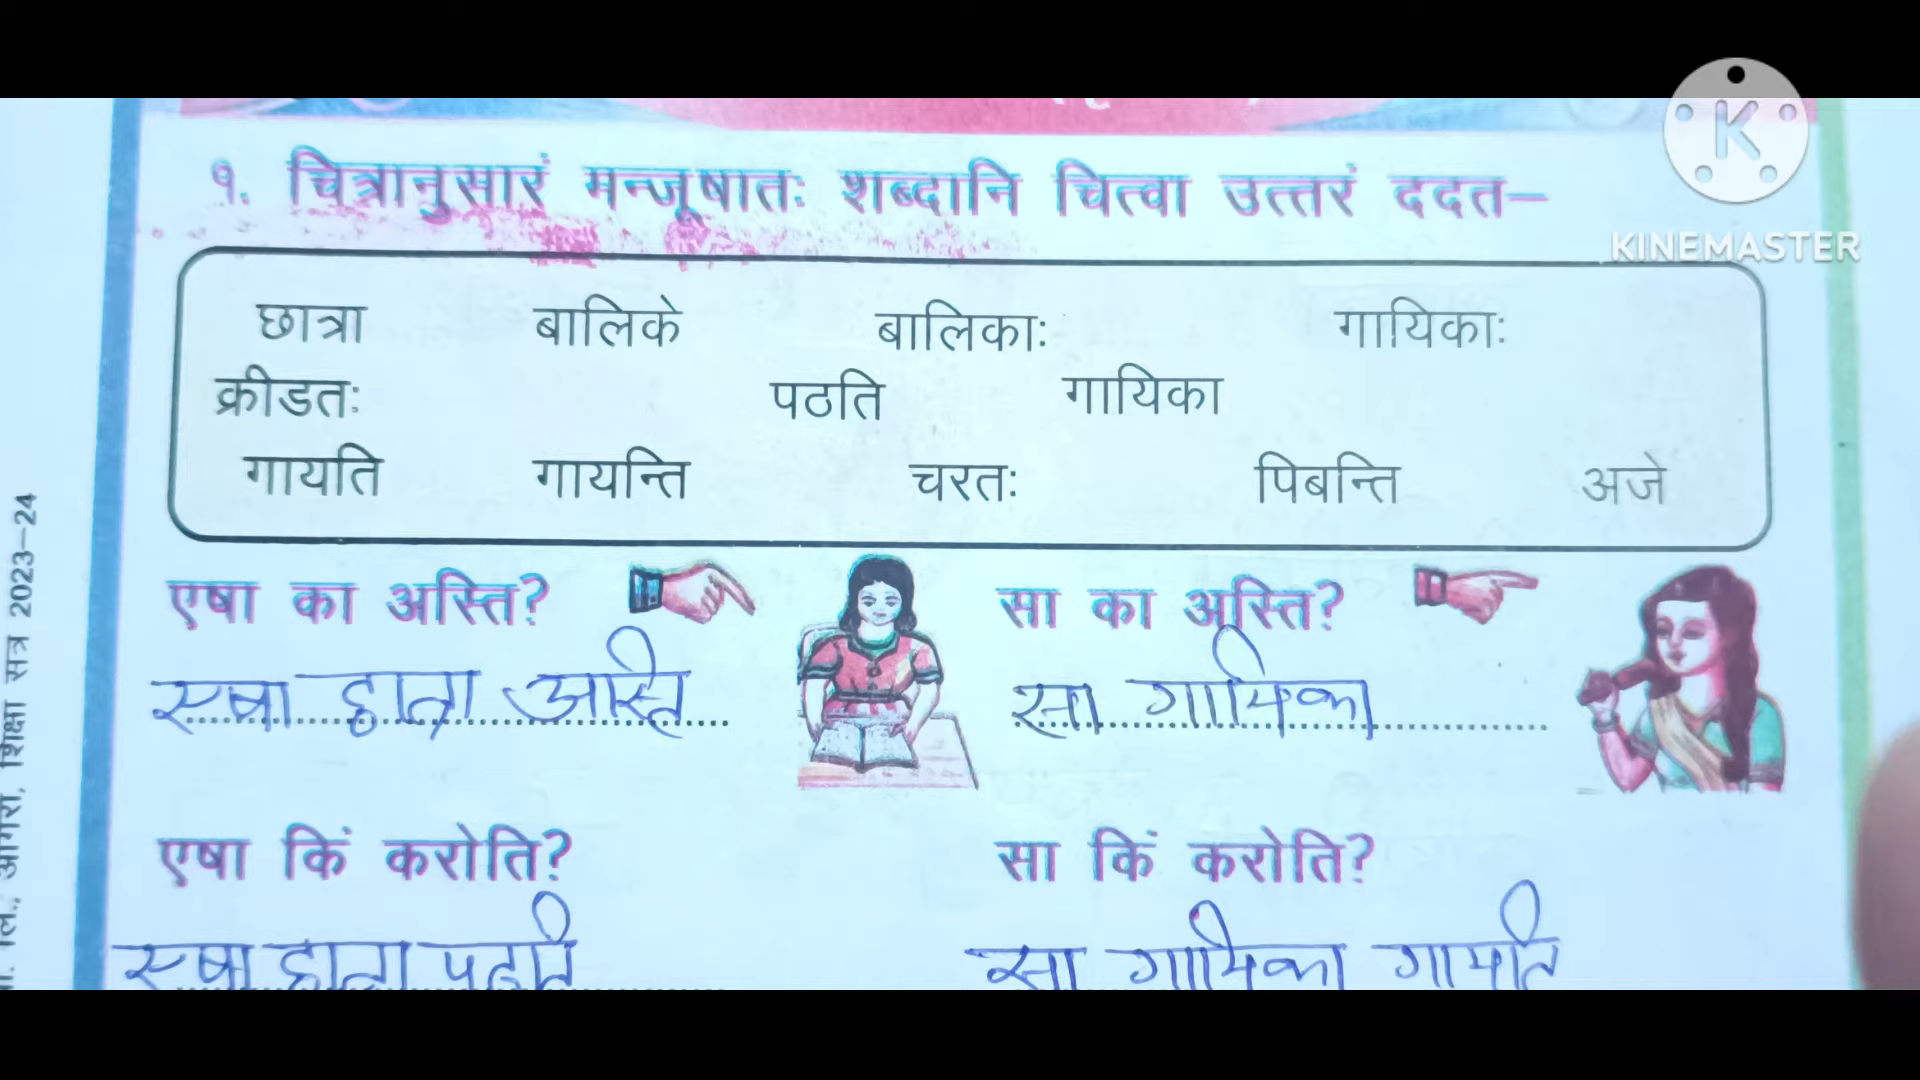 KINEMASTER
१. चित्रानुसारं मन्जूषातः शब्दानि चित्वा उत्तरं ददत–
छात्रा बालिके बालिकाः गायिकाः
क्रीडतः पठति गायिका
गायति गायन्ति चरतः पिबन्ति अजे
एषा का अस्ति? सा का अस्ति?
एषा छात्रा अस्ति सा गायिका
एषा किं करोति? सा किं करोति?
एषा छात्रा पठति सा गायिका गायति
लि., आगरा, शिक्षा सत्र 2023–24